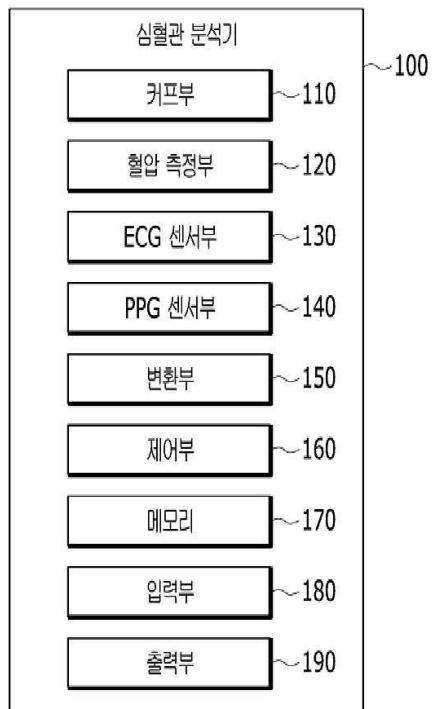 심혈관 분석기
100
커프부 110
혈압 측정부 120
ECG 센서부 130
PPG 센서부 140
변환부 150
제어부 160
메모리 170
입력부 180
출력부 190